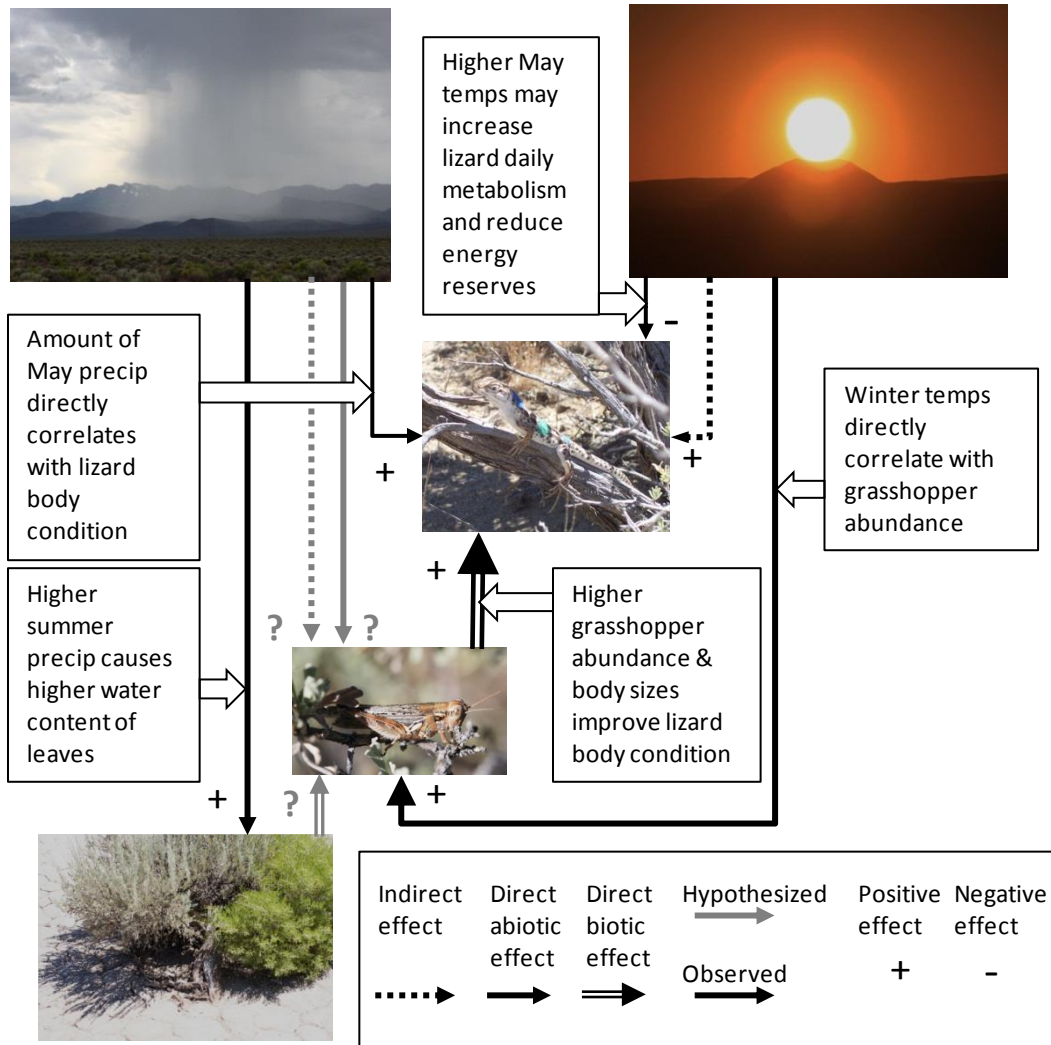 Higher May
temps may
increase
lizard daily
metabolism
and reduce
energy
reserves
-
Amount of
May precip
directly
correlates
with lizard
body
condition
+
+
Winter temps
directly
correlate with
grasshopper
abundance
+
Higher
summer
precip causes
higher water
content of
leaves
?
?
Higher
grasshopper
abundance &
body sizes
improve lizard
body condition
+
?
+
Indirect
effect
Direct
abiotic
effect
Direct
biotic
effect
Hypothesized
Observed
Positive
effect
+
Negative
effect
-